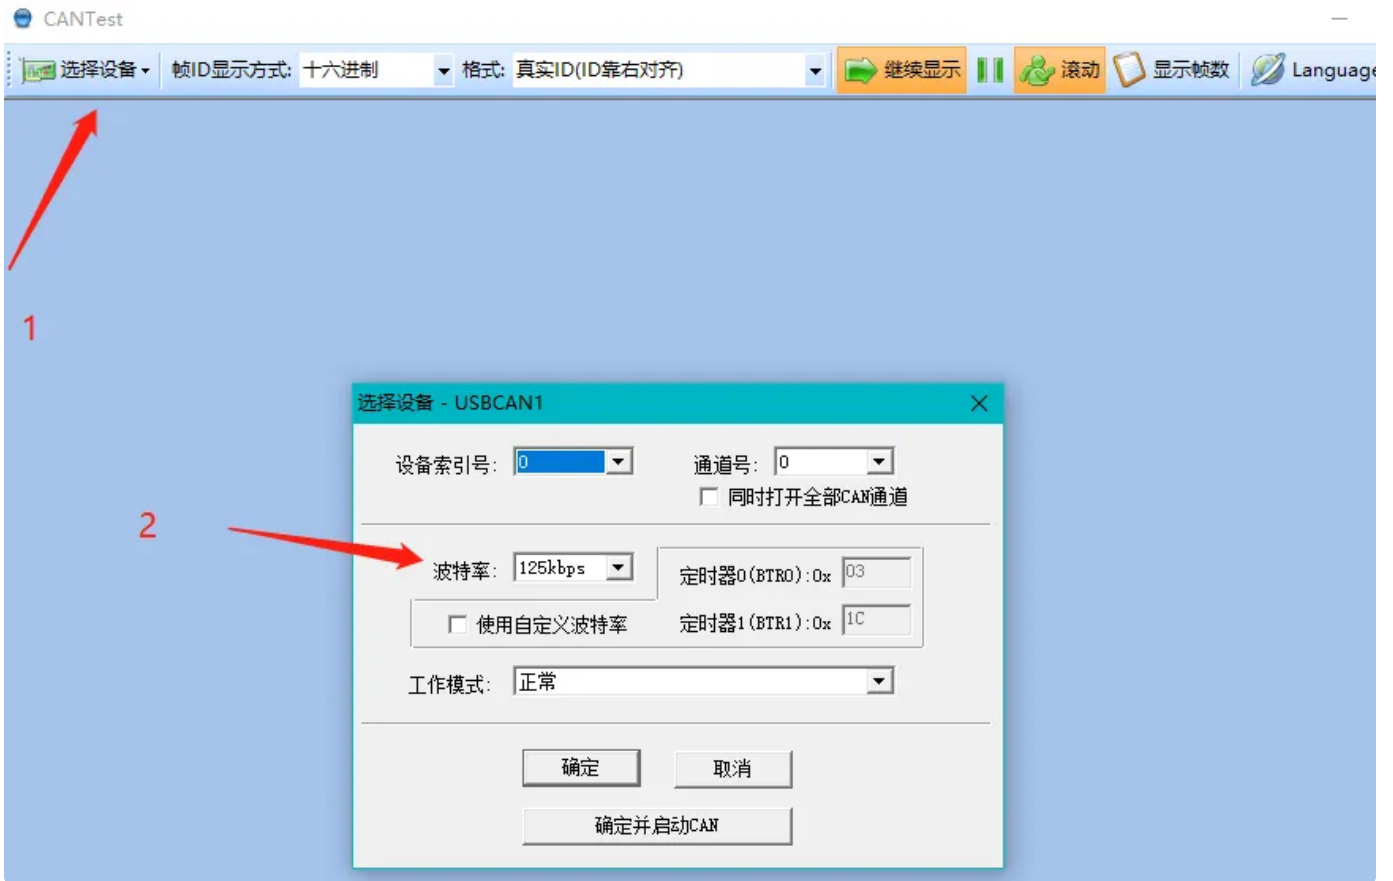 CANTest
选择设备 帧ID显示方式: 十六进制 格式: 真实ID(ID靠右对齐) 继续显示 滚动 显示帧数 Language
1
选择设备 - USBCAN1
设备索引号: 0 通道号: 0
同时打开全部CAN通道
2
波特率: 125kbps 定时器0(BTR0):0x 03
使用自定义波特率 定时器1(BTR1):0x 1C
工作模式: 正常
确定 取消
确定并启动CAN